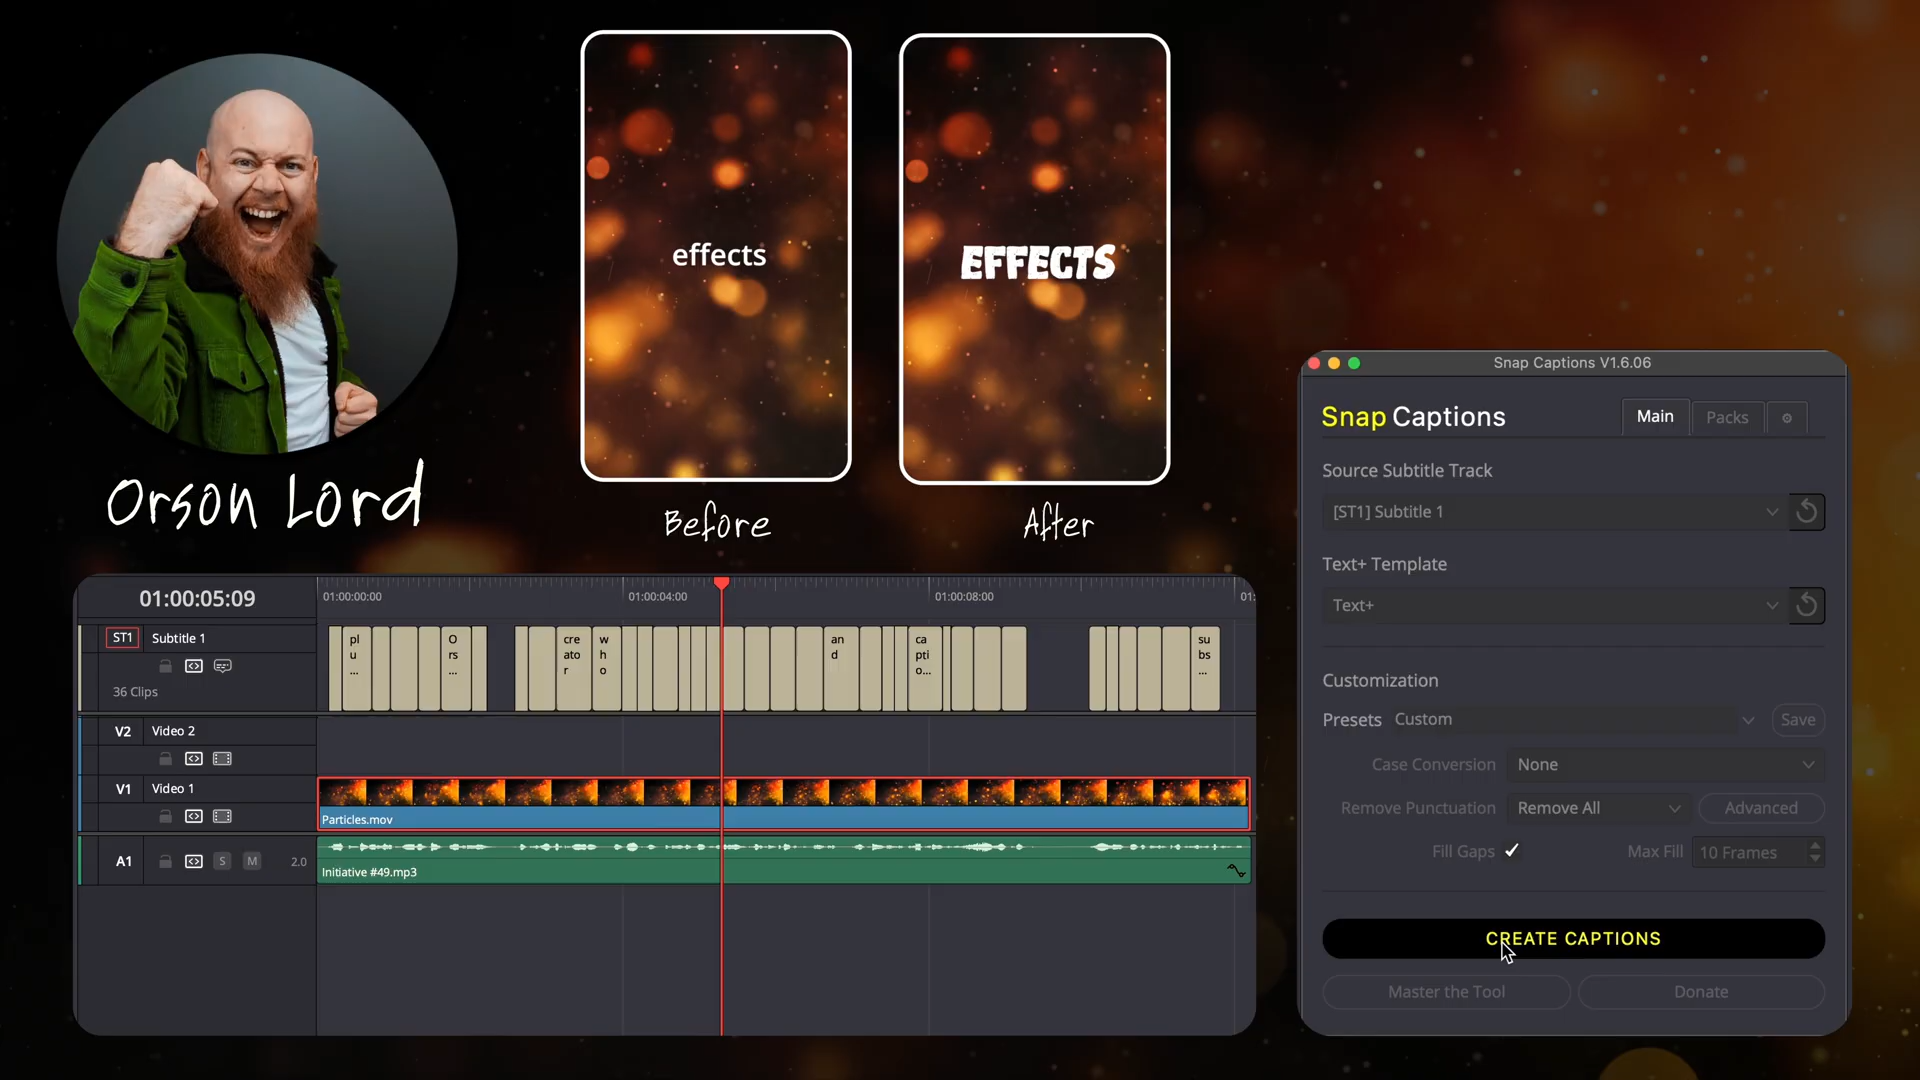 effects
EFFECTS
Orson Lord
Before
After
01:00:05:09
01:00:00:00
01:00:04:00
01:00:08:00
01:
ST1
Subtitle 1
36 Clips
pl
u
...
O
rs
...
cre
ato
r
w
h
o
an
d
ca
pti
o...
su
bs
...
V2
Video 2
V1
Video 1
Particles.mov
A1
S
M
2.0
Initiative #49.mp3
Snap Captions V1.6.06
Snap Captions
Main
Packs
Source Subtitle Track
[ST1] Subtitle 1
Text+ Template
Text+
Customization
Presets
Custom
Save
Case Conversion
None
Remove Punctuation
Remove All
Advanced
Fill Gaps
Max Fill
10 Frames
CREATE CAPTIONS
Master the Tool
Donate